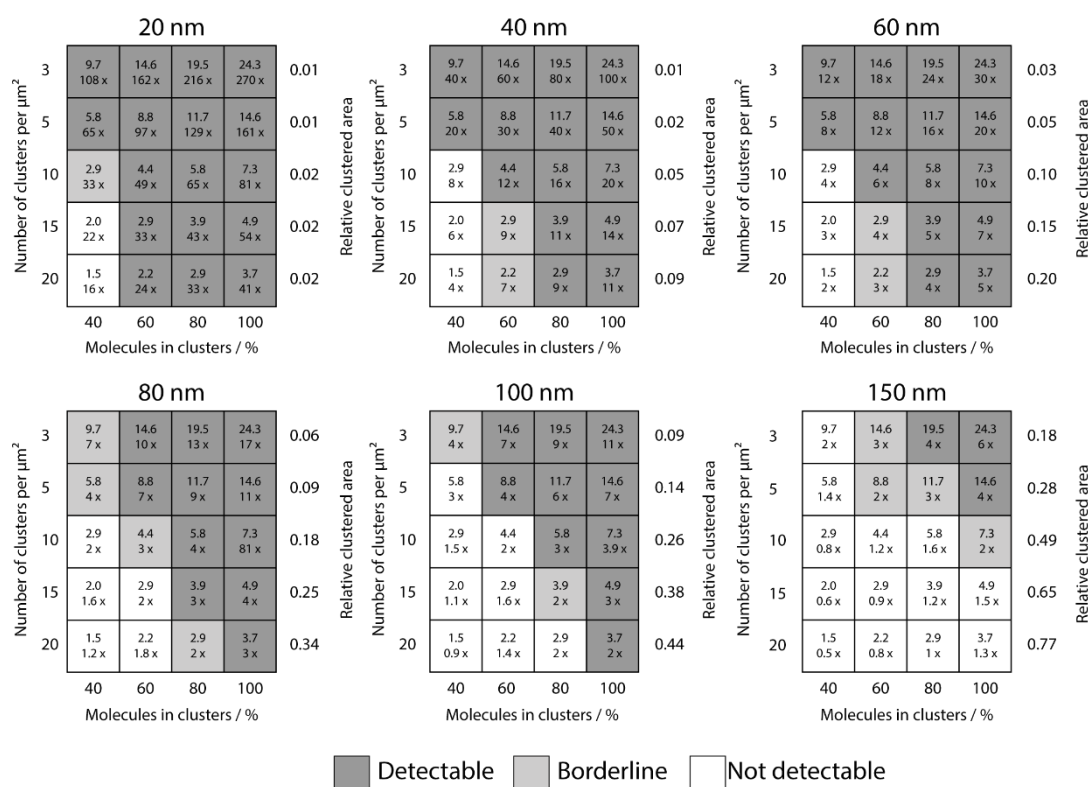 20 nm
Number of clusters per µm²
3
9.7 14.6 19.5 24.3
108 x 162 x 216 x 270 x
0.01
5
5.8 8.8 11.7 14.6
65 x 97 x 129 x 161 x
0.01
10
2.9 4.4 5.8 7.3
33 x 49 x 65 x 81 x
0.02
15
2.0 2.9 3.9 4.9
22 x 33 x 43 x 54 x
0.02
20
1.5 2.2 2.9 3.7
16 x 24 x 33 x 41 x
0.02
Relative clustered area
40 60 80 100
Molecules in clusters / %
40 nm
Number of clusters per µm²
3
9.7 14.6 19.5 24.3
40 x 60 x 80 x 100 x
0.01
5
5.8 8.8 11.7 14.6
20 x 30 x 40 x 50 x
0.02
10
2.9 4.4 5.8 7.3
8 x 12 x 16 x 20 x
0.05
15
2.0 2.9 3.9 4.9
6 x 9 x 11 x 14 x
0.07
20
1.5 2.2 2.9 3.7
4 x 7 x 9 x 11 x
0.09
Relative clustered area
40 60 80 100
Molecules in clusters / %
60 nm
Number of clusters per µm²
3
9.7 14.6 19.5 24.3
12 x 18 x 24 x 30 x
0.03
5
5.8 8.8 11.7 14.6
8 x 12 x 16 x 20 x
0.05
10
2.9 4.4 5.8 7.3
4 x 6 x 8 x 10 x
0.10
15
2.0 2.9 3.9 4.9
3 x 4 x 5 x 7 x
0.15
20
1.5 2.2 2.9 3.7
2 x 3 x 4 x 5 x
0.20
Relative clustered area
40 60 80 100
Molecules in clusters / %
80 nm
Number of clusters per µm²
3
9.7 14.6 19.5 24.3
7 x 10 x 13 x 17 x
0.06
5
5.8 8.8 11.7 14.6
4 x 7 x 9 x 11 x
0.09
10
2.9 4.4 5.8 7.3
2 x 3 x 4 x 81 x
0.18
15
2.0 2.9 3.9 4.9
1.6 x 2 x 3 x 4 x
0.25
20
1.5 2.2 2.9 3.7
1.2 x 1.8 x 2 x 3 x
0.34
Relative clustered area
40 60 80 100
Molecules in clusters / %
100 nm
Number of clusters per µm²
3
9.7 14.6 19.5 24.3
4 x 7 x 9 x 11 x
0.09
5
5.8 8.8 11.7 14.6
3 x 4 x 6 x 7 x
0.14
10
2.9 4.4 5.8 7.3
1.5 x 2 x 3 x 3.9 x
0.26
15
2.0 2.9 3.9 4.9
1.1 x 1.6 x 2 x 3 x
0.38
20
1.5 2.2 2.9 3.7
0.9 x 1.4 x 2 x 2 x
0.44
Relative clustered area
40 60 80 100
Molecules in clusters / %
150 nm
Number of clusters per µm²
3
9.7 14.6 19.5 24.3
2 x 3 x 4 x 6 x
0.18
5
5.8 8.8 11.7 14.6
1.4 x 2 x 3 x 4 x
0.28
10
2.9 4.4 5.8 7.3
0.8 x 1.2 x 1.6 x 2 x
0.49
15
2.0 2.9 3.9 4.9
0.6 x 0.9 x 1.2 x 1.5 x
0.65
20
1.5 2.2 2.9 3.7
0.5 x 0.8 x 1 x 1.3 x
0.77
Relative clustered area
40 60 80 100
Molecules in clusters / %
Detectable Borderline Not detectable